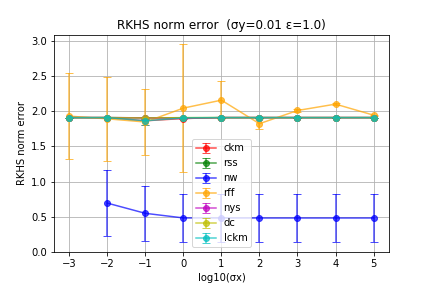 RKHS norm error (σy=0.01 ε=1.0)
3.0
2.5
2.0
1.5
1.0
0.5
0.0
RKHS norm error
ckm
rss
nw
rff
nys
dc
lckm
−3 −2 −1 0 1 2 3 4 5
log10(σx)